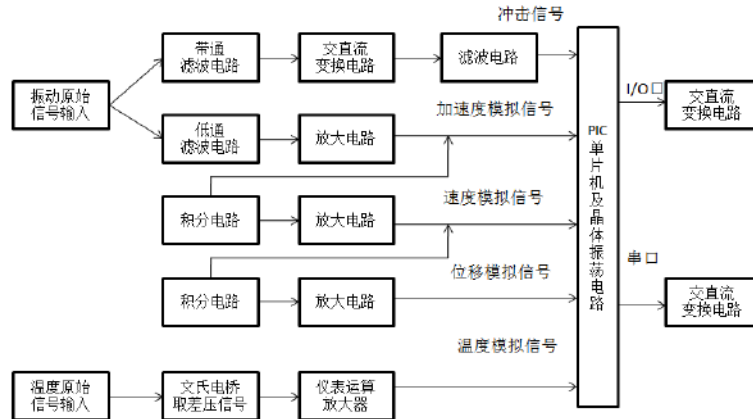 冲击信号
带通
滤波电路
交直流
变换电路
滤波电路
振动原始
信号输入
I/O口
交直流
变换电路
加速度模拟信号
低通
滤波电路
放大电路
PIC
单
片
机
及
晶
体
振
荡
电
路
速度模拟信号
积分电路
放大电路
串口
位移模拟信号
积分电路
放大电路
交直流
变换电路
温度模拟信号
温度原始
信号输入
文氏电桥
取差压信号
仪表运算
放大器